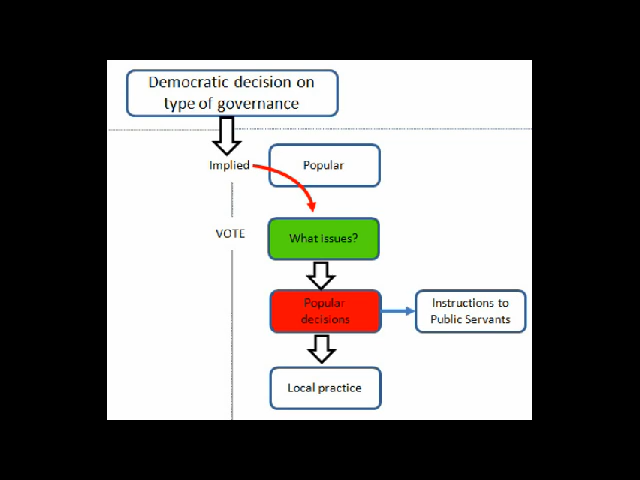 Democratic decision on
type of governance
Implied
Popular
VOTE
What issues?
Popular
decisions
Instructions to
Public Servants
Local practice